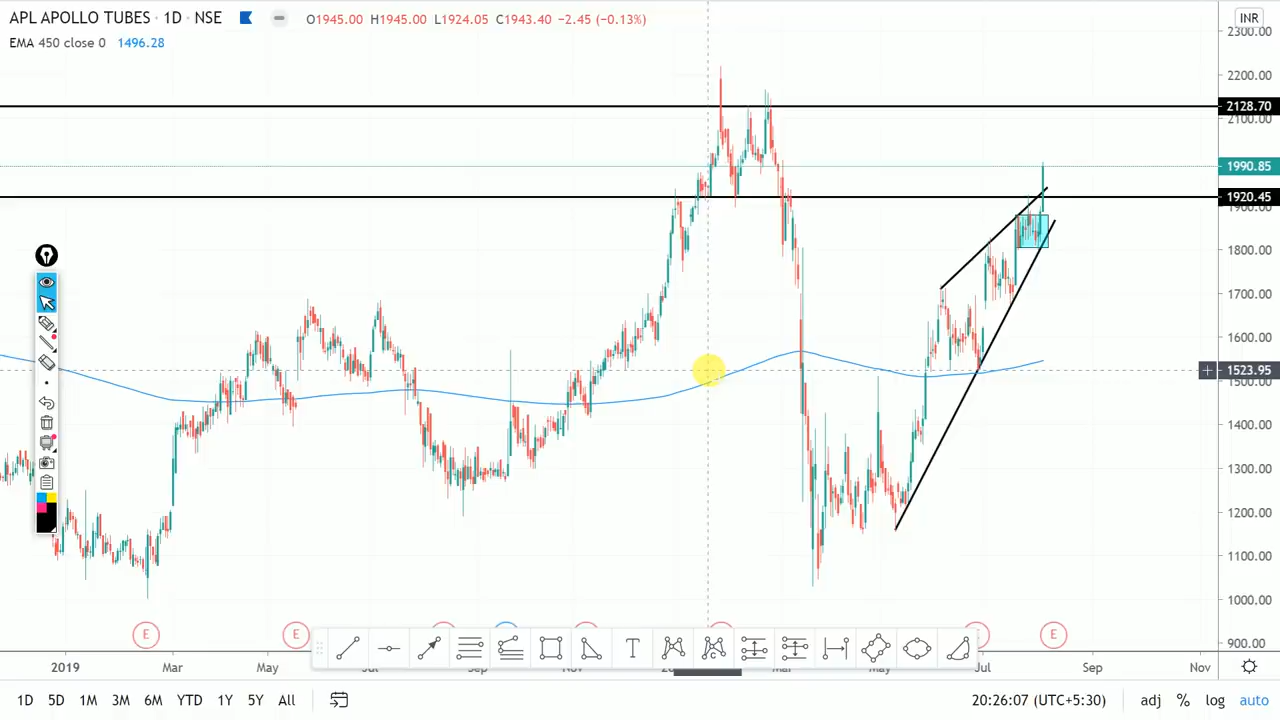 APL APOLLO TUBES · 1D · NSE O1945.00 H1945.00 L1924.05 C1943.40 −2.45 (−0.13%)
EMA 450 close 0 1496.28
INR
2300.00
2200.00
2128.70
2100.00
1990.85
1920.45
1900.00
1800.00
1700.00
1600.00
1523.95
1500.00
1400.00
1300.00
1200.00
1100.00
1000.00
900.00
E E E
T
C
2019 Mar May Jul Sep Nov Mar May Jul Sep Nov
1D 5D 1M 3M 6M YTD 1Y 5Y All 20:26:07 (UTC+5:30) adj % log auto